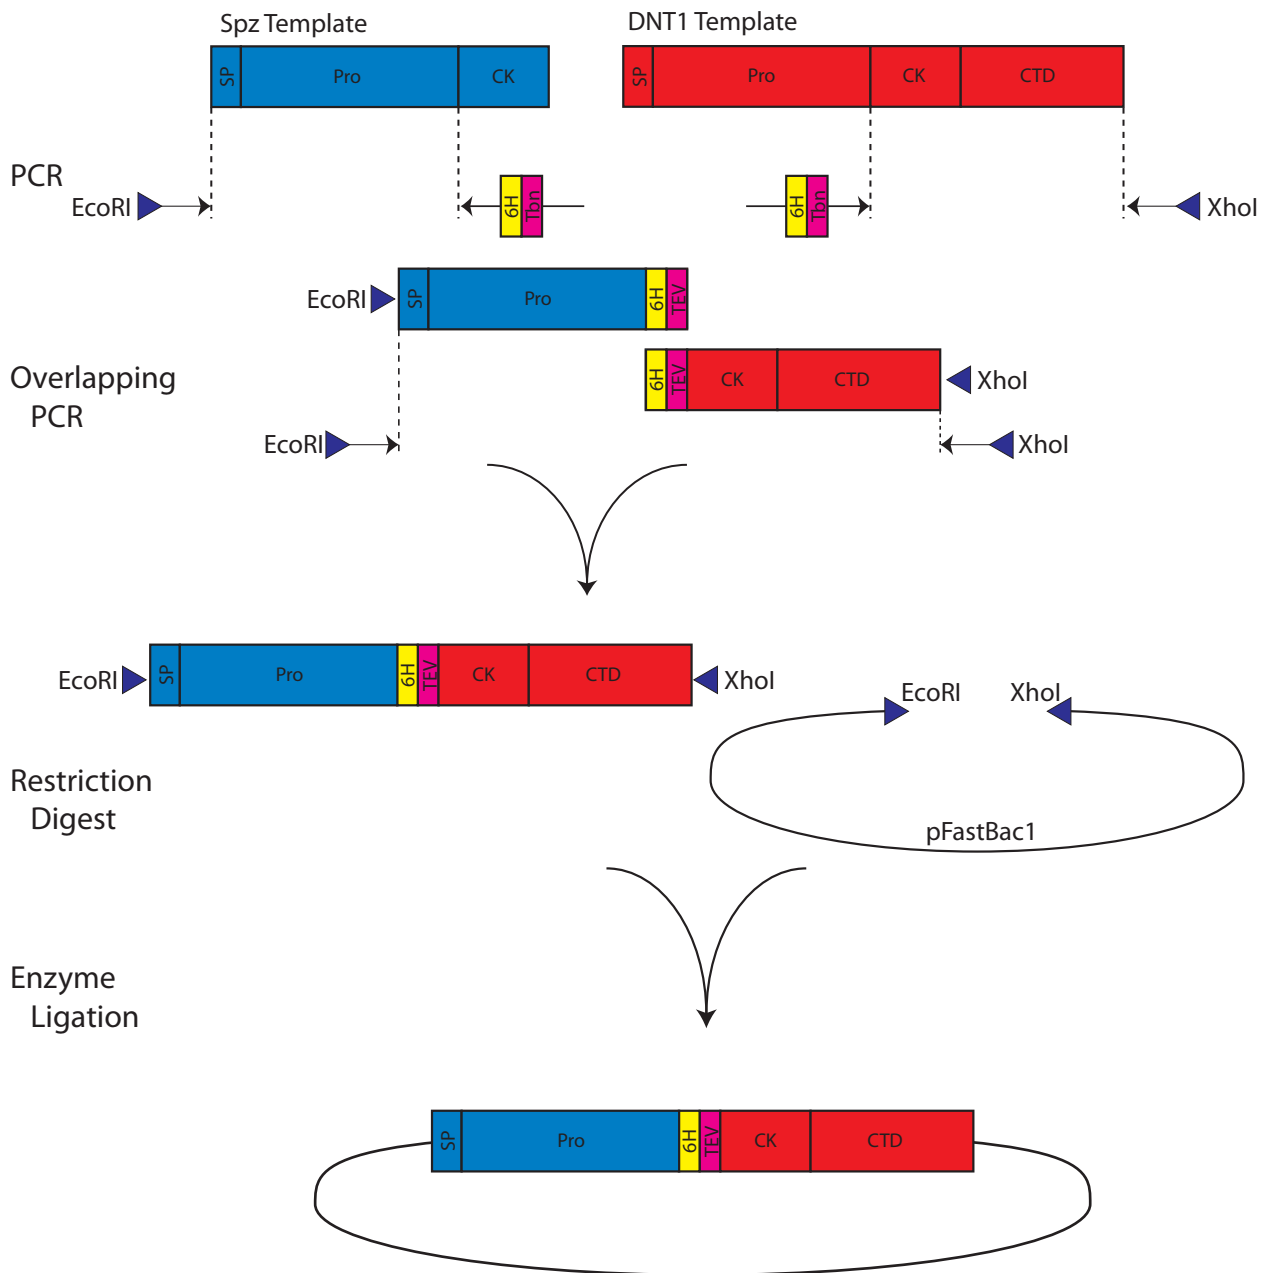 Spz Template
DNT1 Template
SP
Pro
CK
SP
Pro
CK
CTD
PCR
EcoRI
6H
Tbn
6H
Tbn
XhoI
EcoRI
SP
Pro
6H
TEV
Overlapping
PCR
6H
TEV
CK
CTD
XhoI
EcoRI
XhoI
EcoRI
SP
Pro
6H
TEV
CK
CTD
XhoI
EcoRI
XhoI
Restriction
Digest
pFastBac1
Enzyme
Ligation
SP
Pro
6H
TEV
CK
CTD